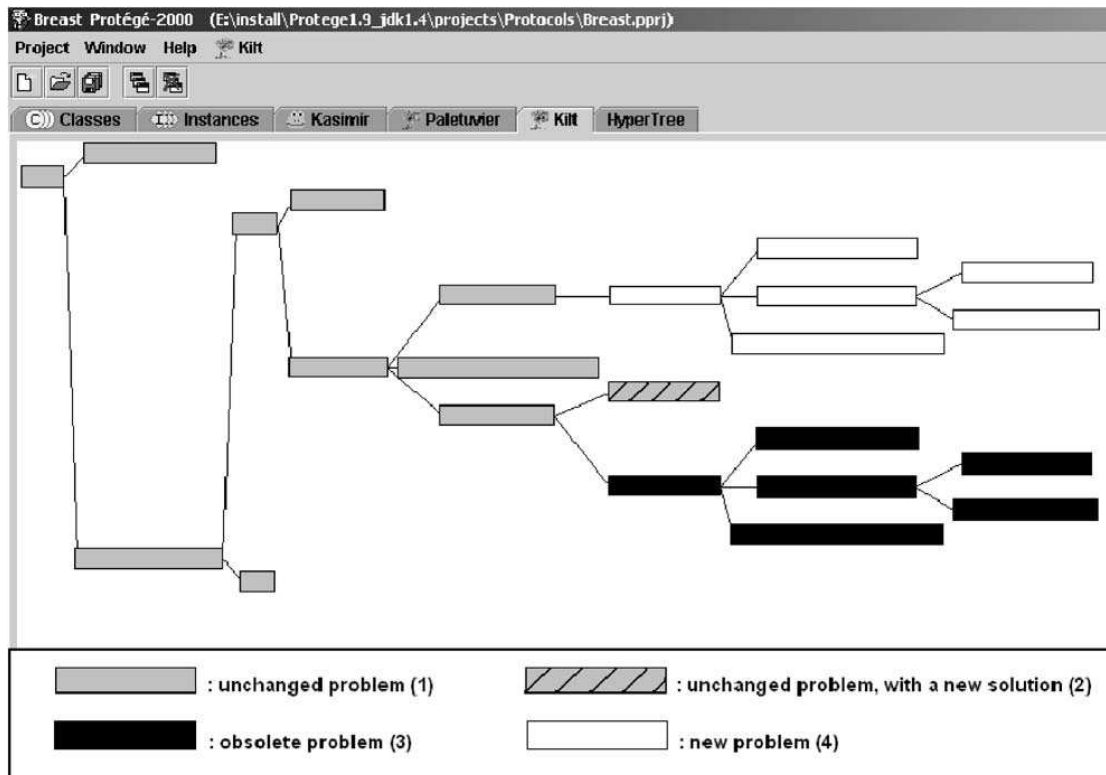 Breast Protégé-2000 (E:\install\Protege1.9_jdk1.4\projects\Protocols\Breast.pprj)
Project Window Help Kilt
C Classes I Instances Kasimir Paletuvier Kilt HyperTree
: unchanged problem (1)
: unchanged problem, with a new solution (2)
: obsolete problem (3)
: new problem (4)